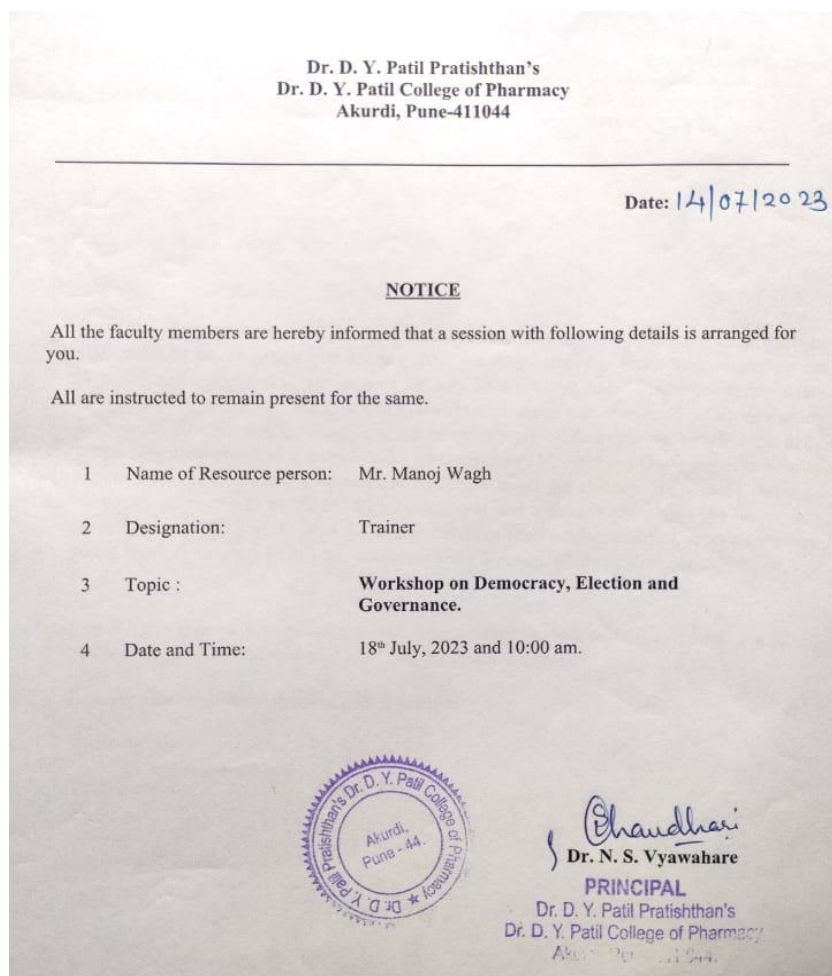 Dr. D. Y. Patil Pratishthan's
Dr. D. Y. Patil College of Pharmacy
Akurdi, Pune-411044
Date: 14/07/2023
NOTICE
All the faculty members are hereby informed that a session with following details is arranged for
you.
All are instructed to remain present for the same.
1 Name of Resource person: Mr. Manoj Wagh
2 Designation: Trainer
3 Topic : Workshop on Democracy, Election and
Governance.
4 Date and Time: 18th July, 2023 and 10:00 am.
Dr. D. Y. Patil Pratishthan's Dr. D. Y. Patil College of Pharmacy ★
Akurdi,
Pune - 44.
Chaudhari
Dr. N. S. Vyawahare
PRINCIPAL
Dr. D. Y. Patil Pratishthan's
Dr. D. Y. Patil College of Pharmacy